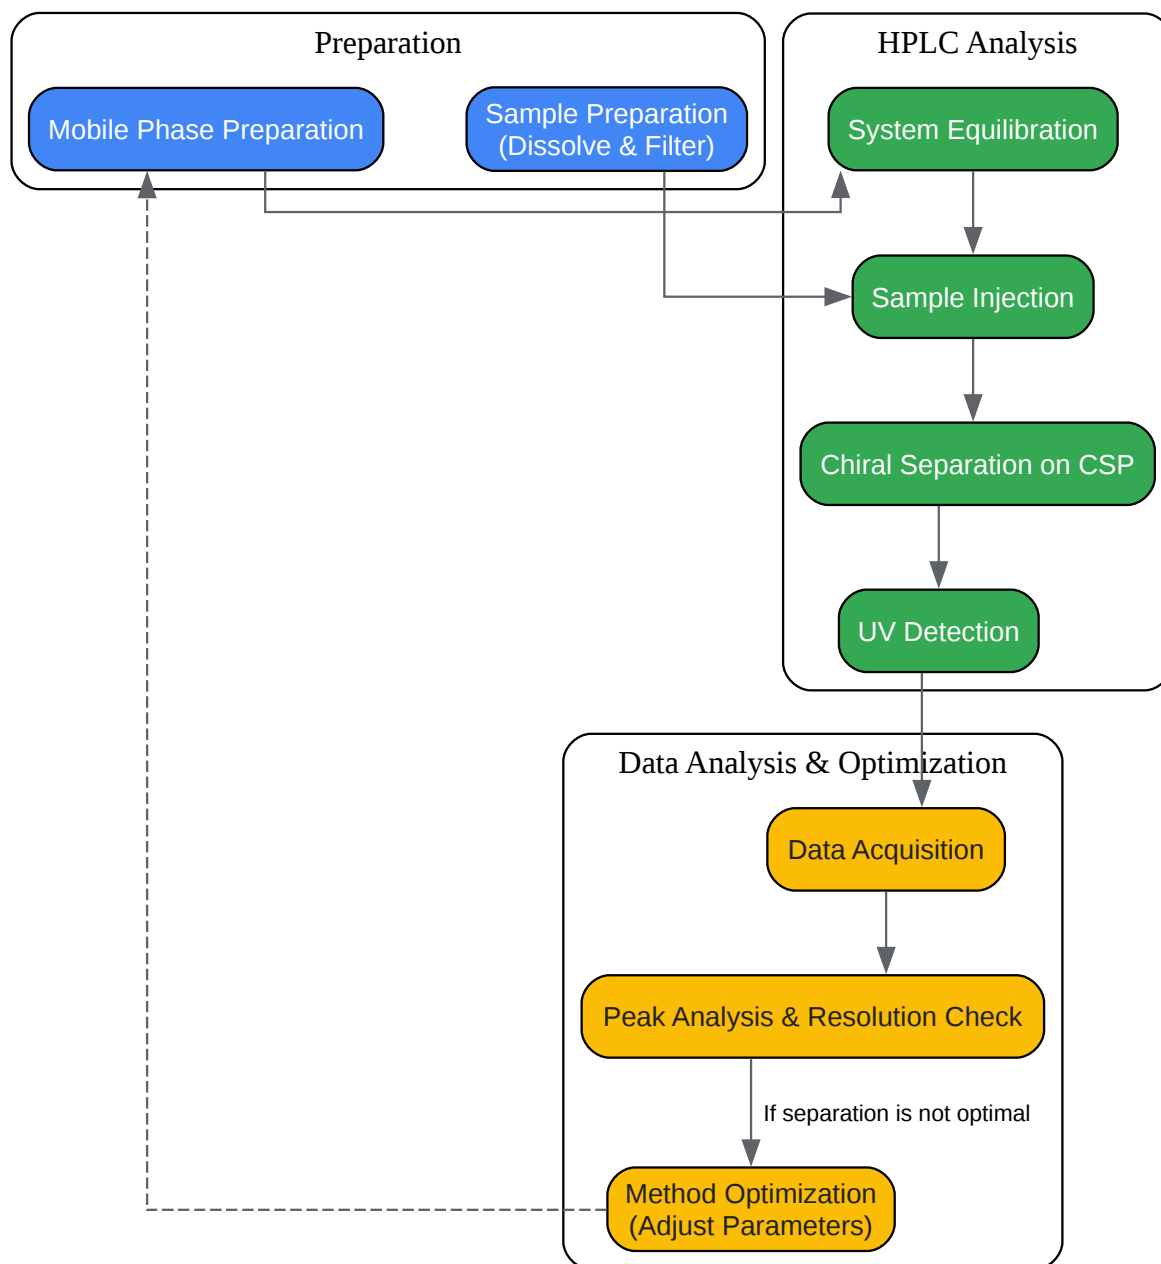 Preparation
Mobile Phase Preparation
Sample Preparation
(Dissolve & Filter)
HPLC Analysis
System Equilibration
Sample Injection
Chiral Separation on CSP
UV Detection
Data Analysis & Optimization
Data Acquisition
Peak Analysis & Resolution Check
If separation is not optimal
Method Optimization
(Adjust Parameters)